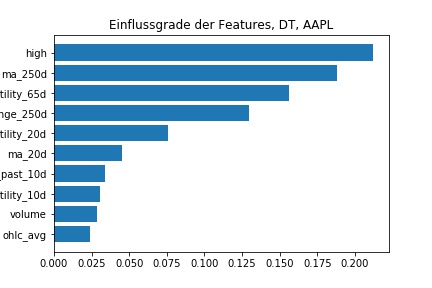 Einflussgrade der Features, DT, AAPL
high
ma_250d
tility_65d
nge_250d
tility_20d
ma_20d
_past_10d
tility_10d
volume
ohlc_avg
0.000 0.025 0.050 0.075 0.100 0.125 0.150 0.175 0.200